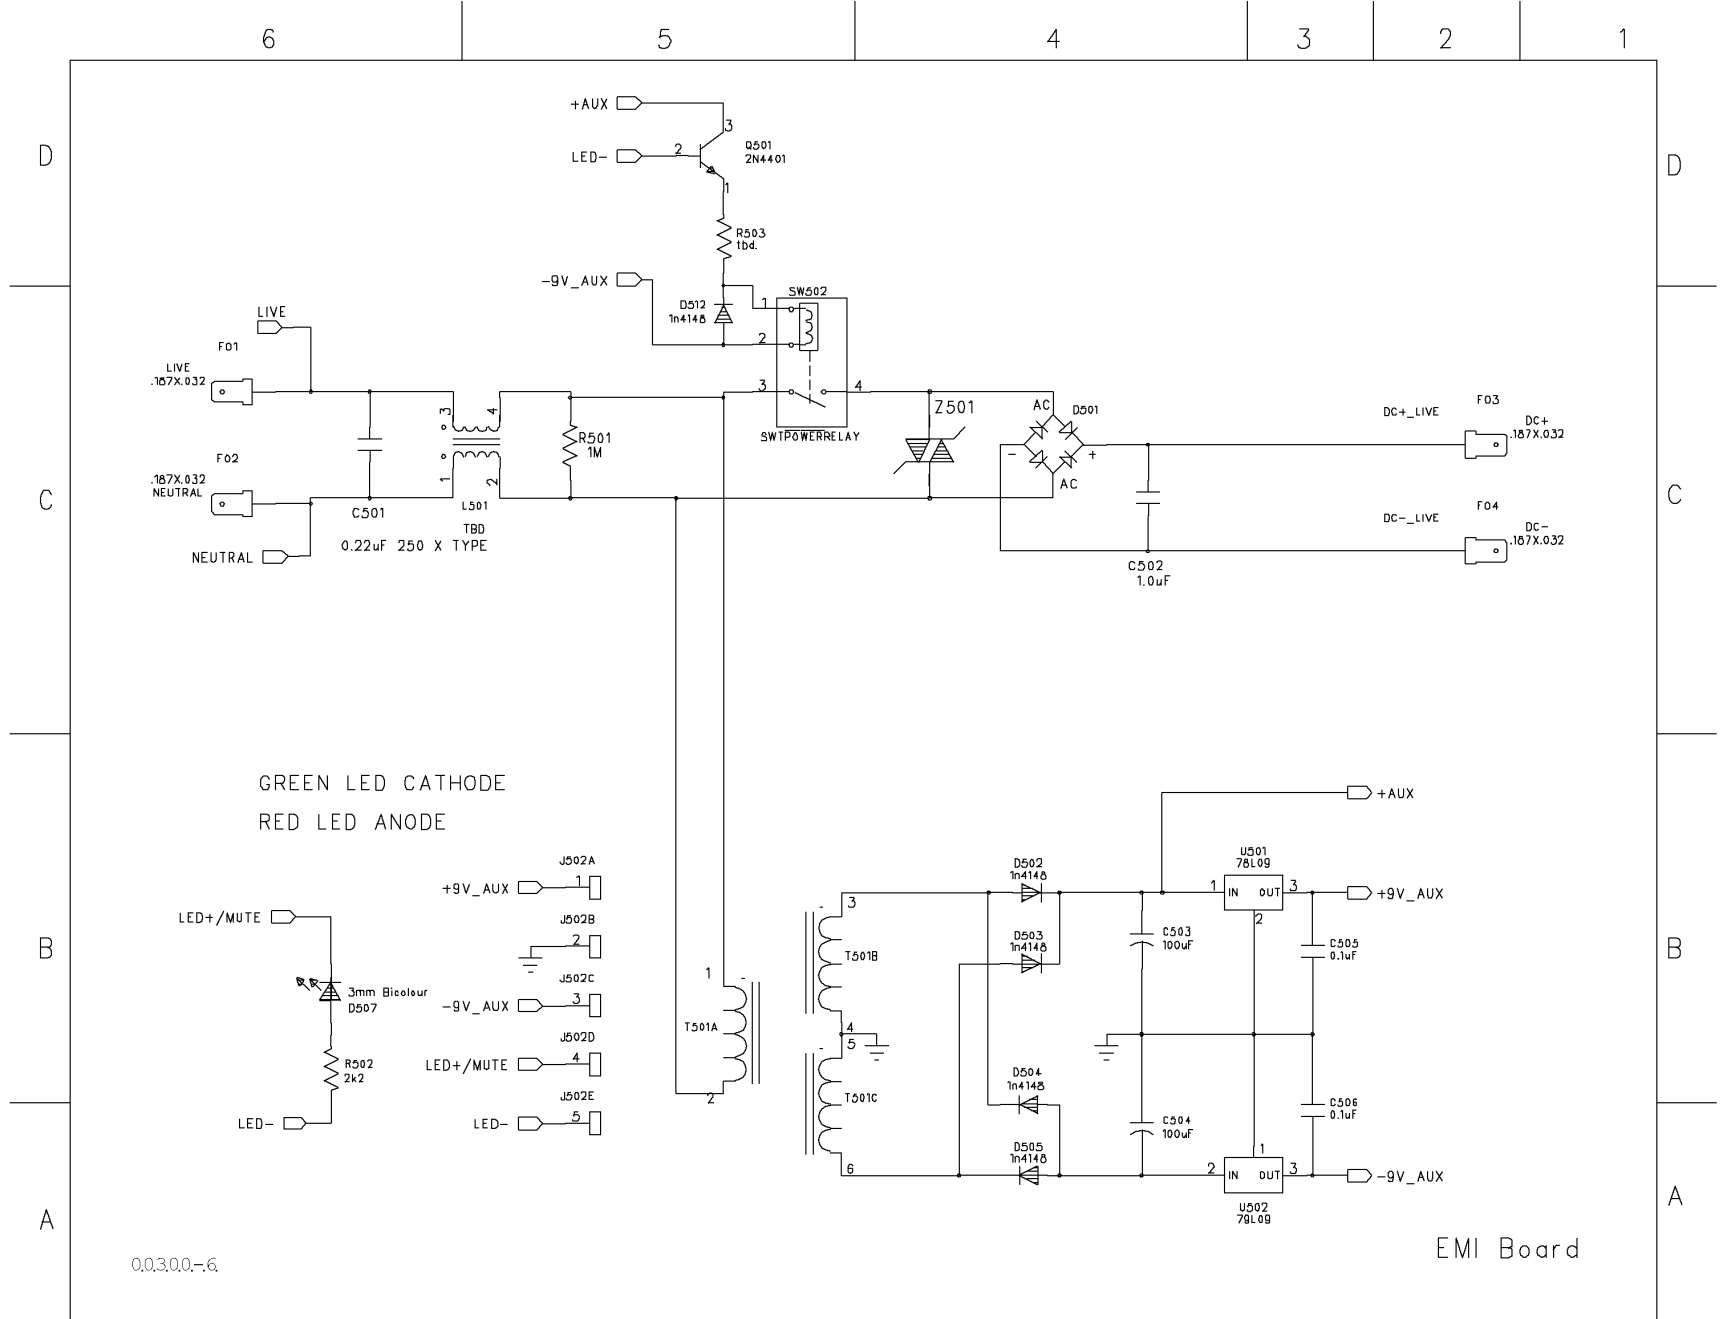 6 5 4 3 2 1
D D
C C
B B
A A
+AUX
3
LED-
2
Q501
2N4401
1
R503
tbd.
-9V_AUX
D512
1n4148
SW502
1
2
3
4
SWTPOWERRELAY
LIVE
F01
LIVE
.187X.032
F02
.187X.032
NEUTRAL
NEUTRAL
C501
0.22uF 250 X TYPE
3
4
1
2
L501
TBD
R501
1M
Z501
AC
D501
-
+
AC
C502
1.0uF
DC+_LIVE
F03
DC+
.187X.032
DC-_LIVE
F04
DC-
.187X.032
GREEN LED CATHODE
RED LED ANODE
LED+/MUTE
3mm Bicolour
D507
R502
2k2
LED-
J502A
+9V_AUX 1
J502B
2
J502C
-9V_AUX 3
J502D
LED+/MUTE 4
J502E
LED- 5
1
T501A
2
3
T501B
4
5
T501C
6
D502
1n4148
D503
1n4148
D504
1n4148
D505
1n4148
C503
100uF
C504
100uF
+AUX
U501
78L09
1 IN OUT 3
2
+9V_AUX
C505
0.1uF
C506
0.1uF
1
2 IN OUT 3
U502
79L09
-9V_AUX
EMI Board
00300-6